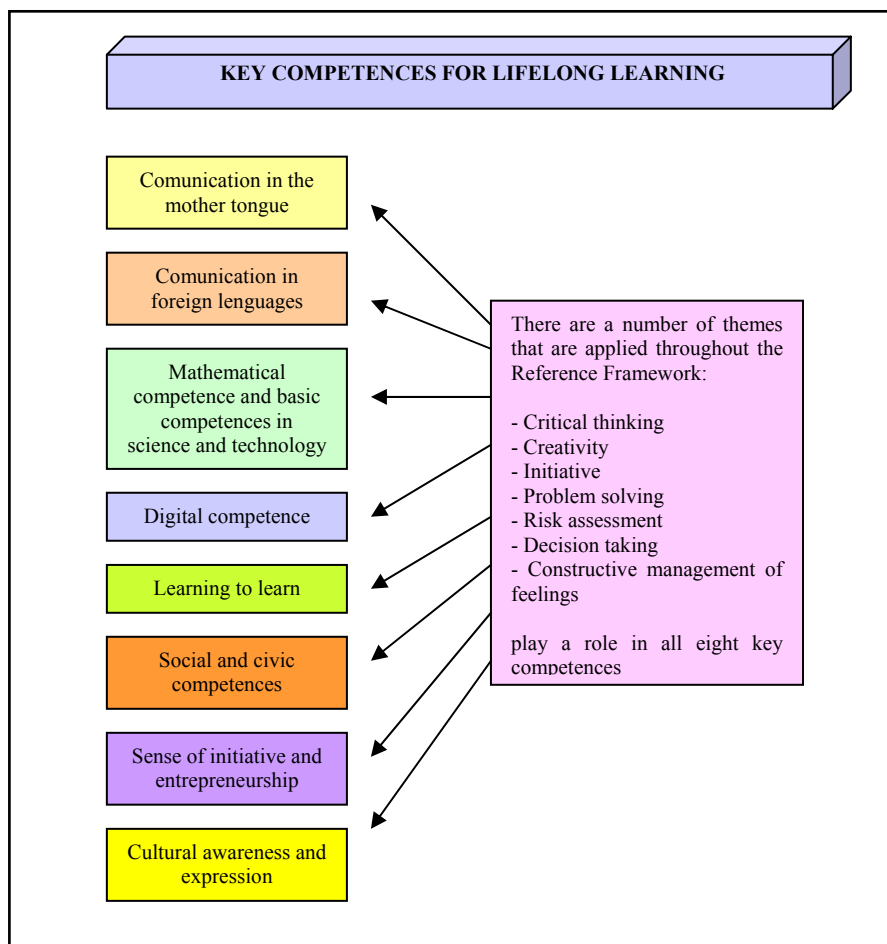 KEY COMPETENCES FOR LIFELONG LEARNING
Comunication in the
mother tongue
Comunication in
foreign lenguages
Mathematical
competence and basic
competences in
science and technology
Digital competence
Learning to learn
Social and civic
competences
Sense of initiative and
entrepreneurship
Cultural awareness and
expression
There are a number of themes
that are applied throughout the
Reference Framework:
- Critical thinking
- Creativity
- Initiative
- Problem solving
- Risk assessment
- Decision taking
- Constructive management of
feelings
play a role in all eight key
competences